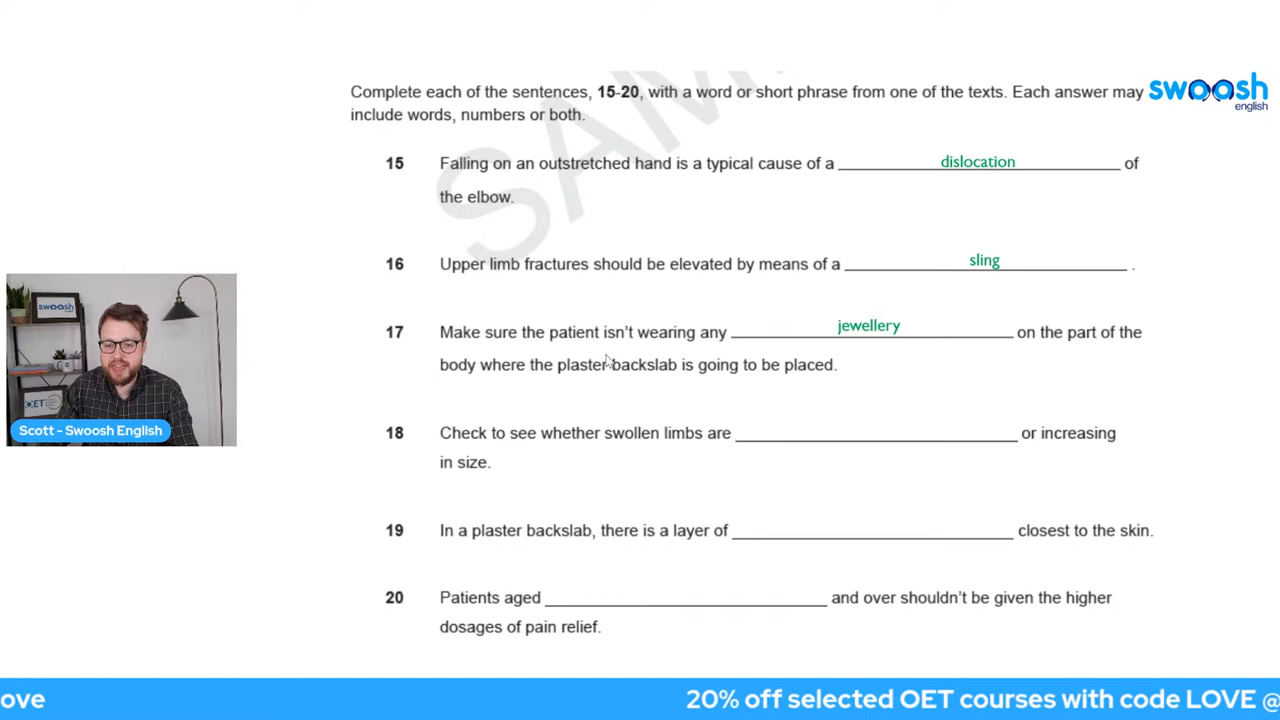 SAM
Complete each of the sentences, 15-20, with a word or short phrase from one of the texts. Each answer may
include words, numbers or both.
swoosh
english
15 Falling on an outstretched hand is a typical cause of a dislocation of
the elbow.
16 Upper limb fractures should be elevated by means of a sling .
17 Make sure the patient isn't wearing any jewellery on the part of the
body where the plaster backslab is going to be placed.
swoosh
OET
Scott - Swoosh English
18 Check to see whether swollen limbs are or increasing
in size.
19 In a plaster backslab, there is a layer of closest to the skin.
20 Patients aged and over shouldn't be given the higher
dosages of pain relief.
ove 20% off selected OET courses with code LOVE @